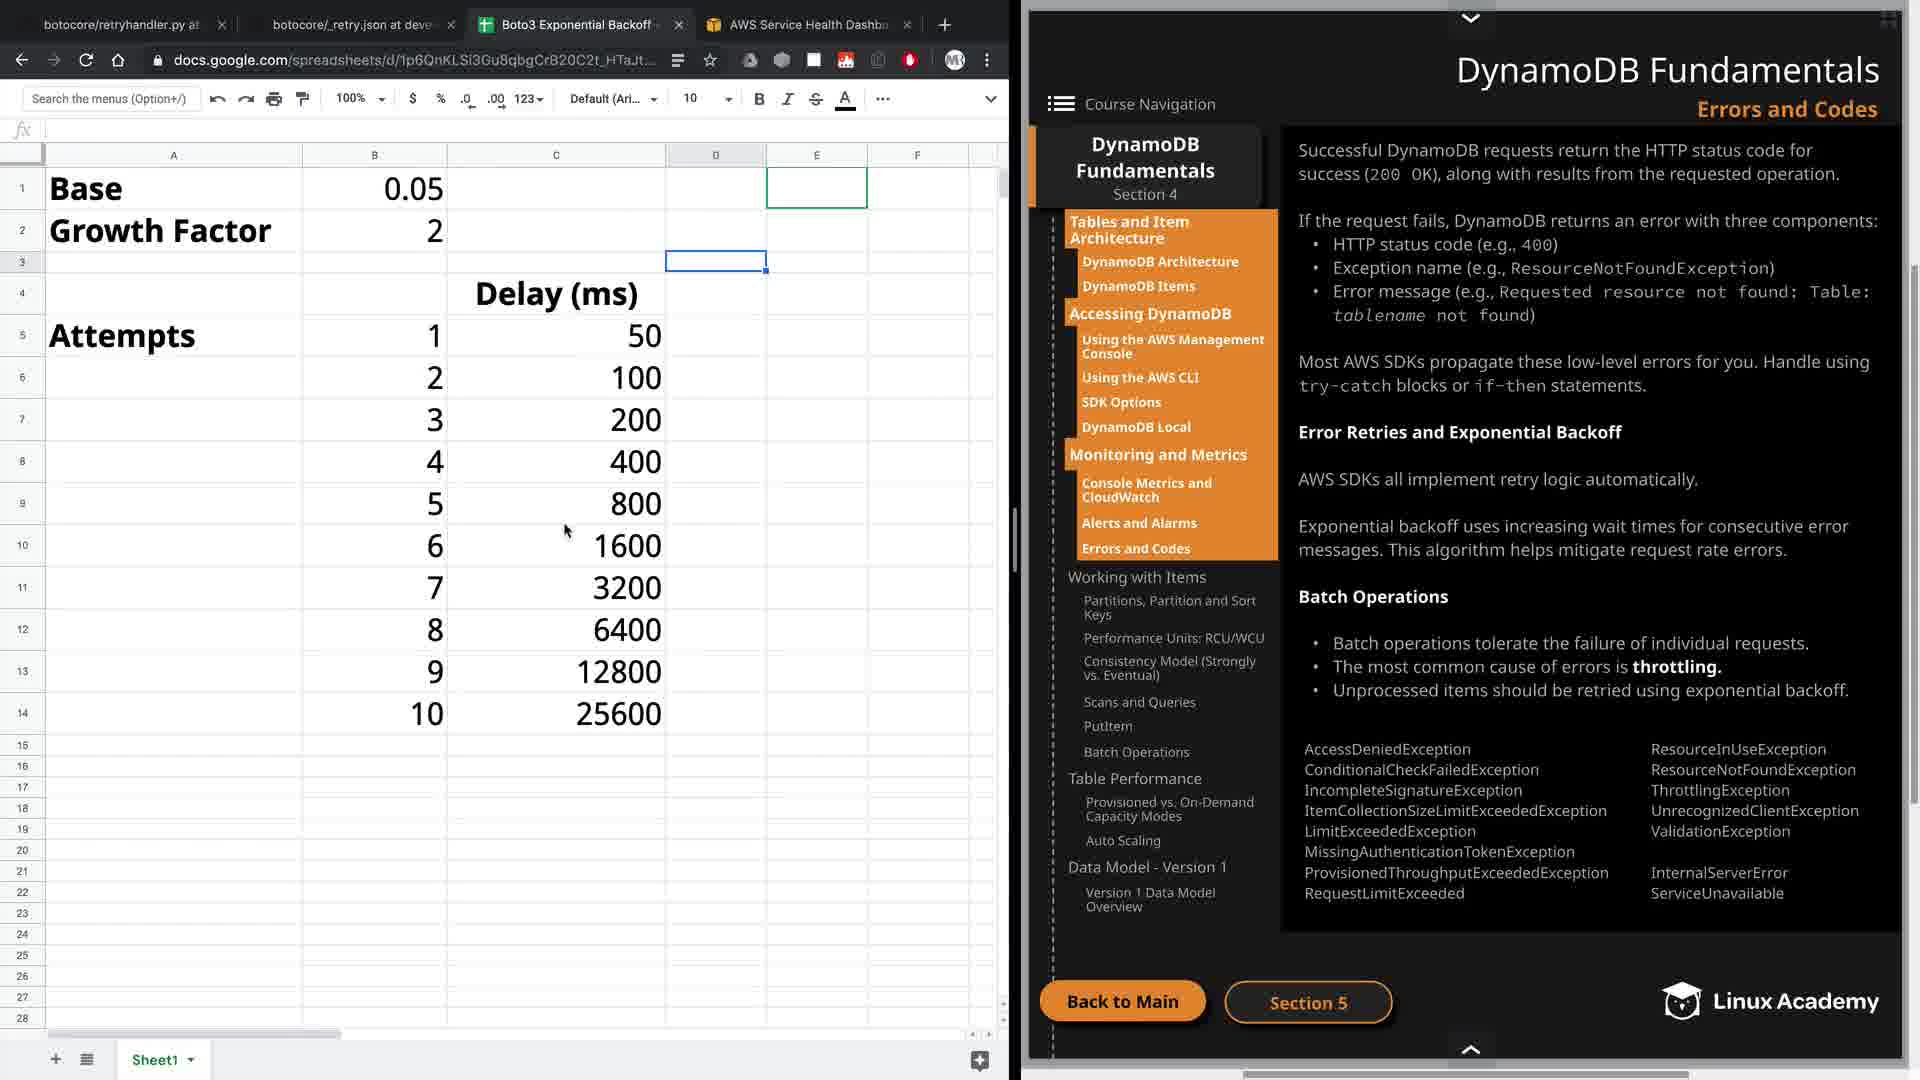 botocore/retryhandler.py at
botocore/_retry.json at deve
Boto3 Exponential Backoff
AWS Service Health Dashbo
docs.google.com/spreadsheets/d/1p6QnKLSi3Gu8qbgCrB20C2t_HTaJt...
Search the menus (Option+/)
100%
$
%
.0
.00
123
Default (Ari...
10
B
I
S
A
fx
A
B
C
D
E
F
1
Base
0.05
2
Growth Factor
2
3
4
Delay (ms)
5
Attempts
1
50
6
2
100
7
3
200
8
4
400
9
5
800
10
6
1600
11
7
3200
12
8
6400
13
9
12800
14
10
25600
15
16
17
18
19
20
21
22
23
24
25
26
27
28
Sheet1
DynamoDB Fundamentals
Errors and Codes
Course Navigation
DynamoDB
Fundamentals
Section 4
Tables and Item
Architecture
DynamoDB Architecture
DynamoDB Items
Accessing DynamoDB
Using the AWS Management
Console
Using the AWS CLI
SDK Options
DynamoDB Local
Monitoring and Metrics
Console Metrics and
CloudWatch
Alerts and Alarms
Errors and Codes
Working with Items
Partitions, Partition and Sort
Keys
Performance Units: RCU/WCU
Consistency Model (Strongly
vs. Eventual)
Scans and Queries
PutItem
Batch Operations
Table Performance
Provisioned vs. On-Demand
Capacity Modes
Auto Scaling
Data Model - Version 1
Version 1 Data Model
Overview
Successful DynamoDB requests return the HTTP status code for
success (200 OK), along with results from the requested operation.
If the request fails, DynamoDB returns an error with three components:
• HTTP status code (e.g., 400)
• Exception name (e.g., ResourceNotFoundException)
• Error message (e.g., Requested resource not found: Table:
tablename not found)
Most AWS SDKs propagate these low-level errors for you. Handle using
try-catch blocks or if-then statements.
Error Retries and Exponential Backoff
AWS SDKs all implement retry logic automatically.
Exponential backoff uses increasing wait times for consecutive error
messages. This algorithm helps mitigate request rate errors.
Batch Operations
• Batch operations tolerate the failure of individual requests.
• The most common cause of errors is throttling.
• Unprocessed items should be retried using exponential backoff.
AccessDeniedException
ConditionalCheckFailedException
IncompleteSignatureException
ItemCollectionSizeLimitExceededException
LimitExceededException
MissingAuthenticationTokenException
ProvisionedThroughputExceededException
RequestLimitExceeded
ResourceInUseException
ResourceNotFoundException
ThrottlingException
UnrecognizedClientException
ValidationException
InternalServerError
ServiceUnavailable
Back to Main
Section 5
Linux Academy